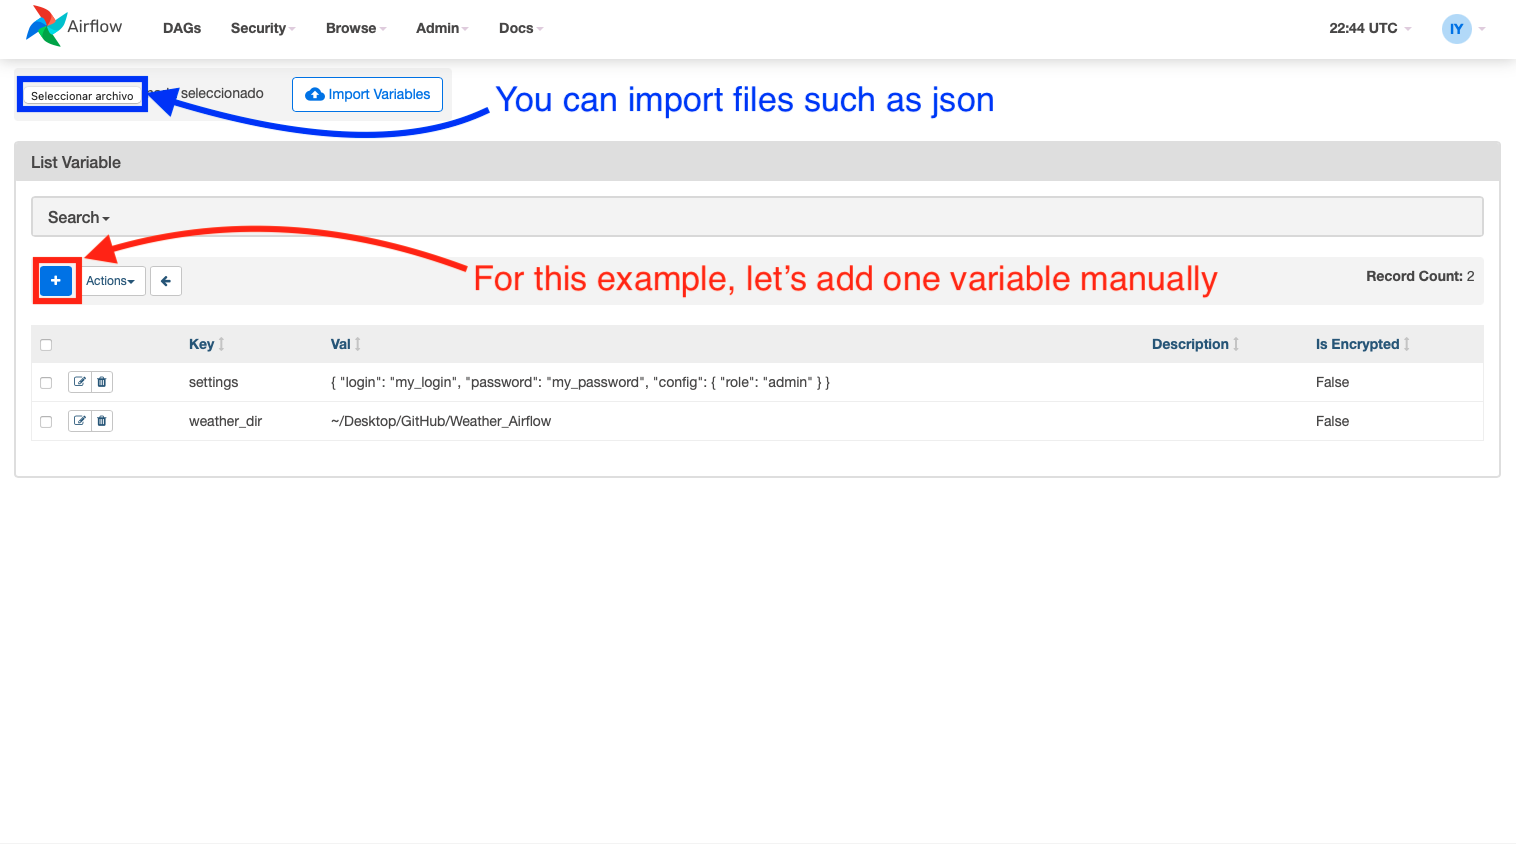 Airflow DAGs Security Browse Admin Docs 22:44 UTC IY
Seleccionar archivo seleccionado Import Variables You can import files such as json
List Variable
Search
+ Actions For this example, let's add one variable manually Record Count: 2
Key Val Description Is Encrypted
settings { "login": "my_login", "password": "my_password", "config": { "role": "admin" } } False
weather_dir ~/Desktop/GitHub/Weather_Airflow False